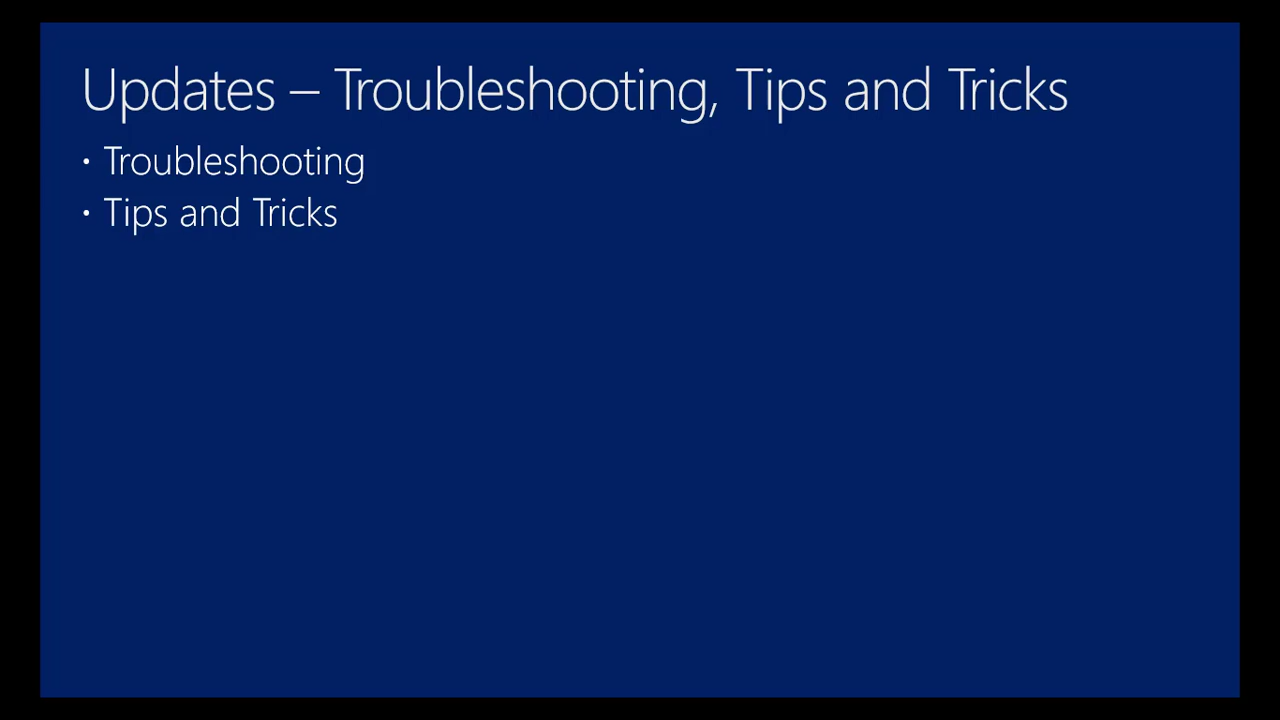 Updates – Troubleshooting, Tips and Tricks
• Troubleshooting
• Tips and Tricks